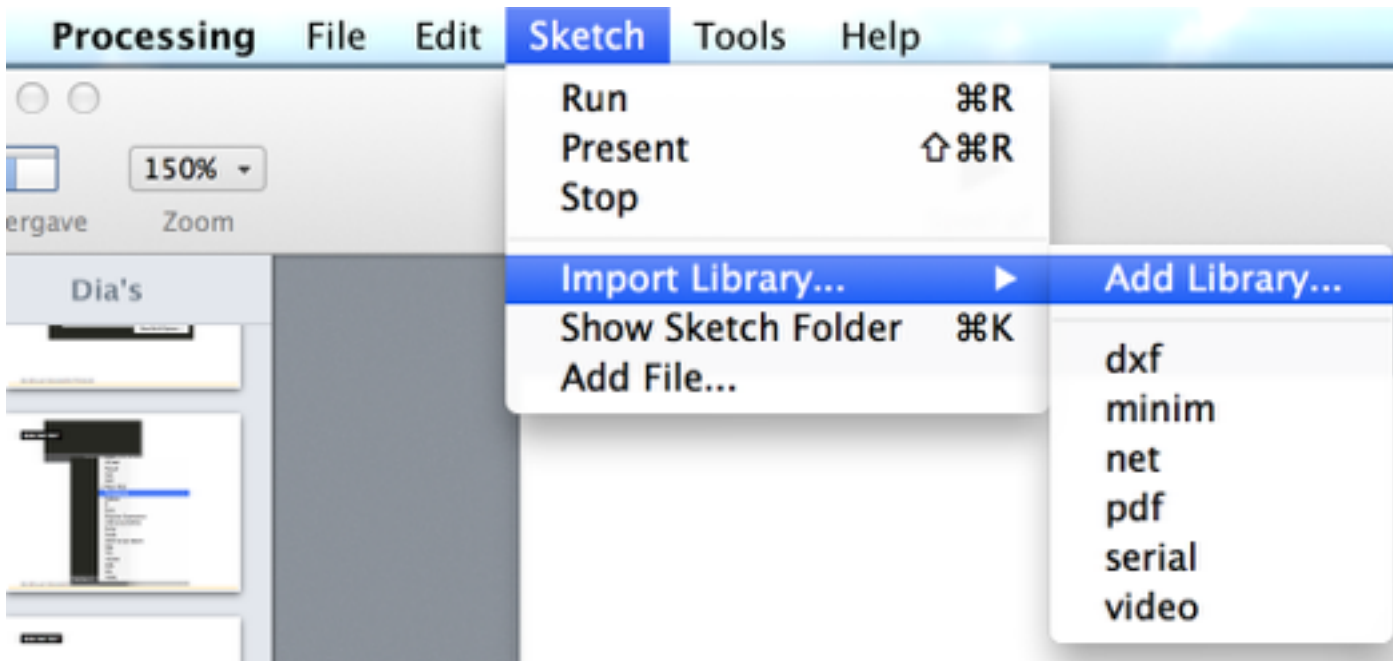 Processing File Edit Sketch Tools Help
Run ⌘R
Present ⇧⌘R
Stop
150%
ergave Zoom
Dia's
Import Library... ▶ Add Library...
Show Sketch Folder ⌘K
Add File...
dxf
minim
net
pdf
serial
video